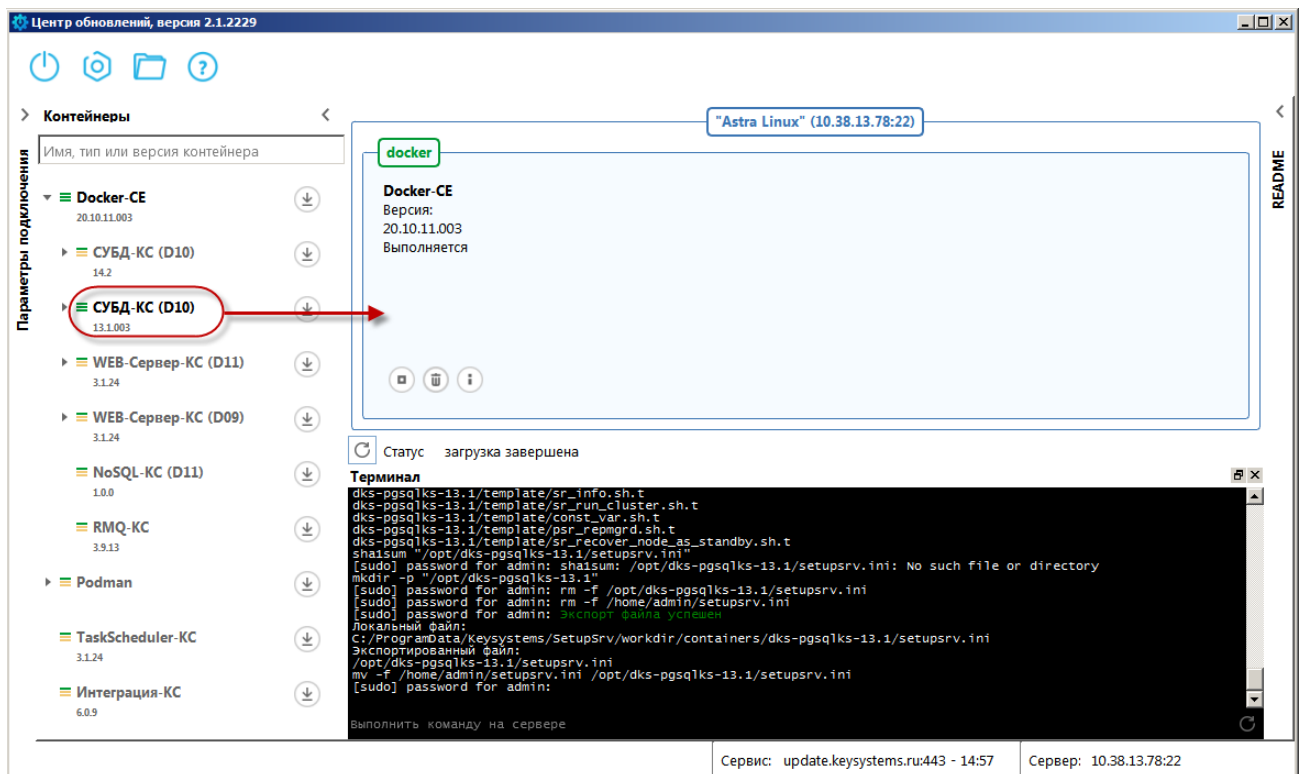 Центр обновлений, версия 2.1.2229
Контейнеры
Имя, тип или версия контейнера
Параметры подключения
Docker-CE
20.10.11.003
СУБД-КС (D10)
14.2
СУБД-КС (D10)
13.1.003
WEB-Сервер-КС (D11)
3.1.24
WEB-Сервер-КС (D09)
3.1.24
NoSQL-КС (D11)
1.0.0
RMQ-КС
3.9.13
Podman
TaskScheduler-КС
3.1.24
Интеграция-КС
6.0.9
"Astra Linux" (10.38.13.78:22)
docker
Docker-CE
Версия:
20.10.11.003
Выполняется
README
Статус загрузка завершена
Терминал
dks-pgsqlks-13.1/template/sr_info.sh.t
dks-pgsqlks-13.1/template/sr_run_cluster.sh.t
dks-pgsqlks-13.1/template/const_var.sh.t
dks-pgsqlks-13.1/template/psr_repmgrd.sh.t
dks-pgsqlks-13.1/template/sr_recover_node_as_standby.sh.t
sha1sum "/opt/dks-pgsqlks-13.1/setupsrv.ini"
[sudo] password for admin: sha1sum: /opt/dks-pgsqlks-13.1/setupsrv.ini: No such file or directory
mkdir -p "/opt/dks-pgsqlks-13.1"
[sudo] password for admin: rm -f /opt/dks-pgsqlks-13.1/setupsrv.ini
[sudo] password for admin: rm -f /home/admin/setupsrv.ini
[sudo] password for admin: Экспорт файла успешен
Локальный файл:
C:/ProgramData/Keysystems/SetupSrv/workdir/containers/dks-pgsqlks-13.1/setupsrv.ini
Экспортированный файл:
/opt/dks-pgsqlks-13.1/setupsrv.ini
mv -f /home/admin/setupsrv.ini /opt/dks-pgsqlks-13.1/setupsrv.ini
[sudo] password for admin:
Выполнить команду на сервере
Сервис: update.keysystems.ru:443 - 14:57
Сервер: 10.38.13.78:22